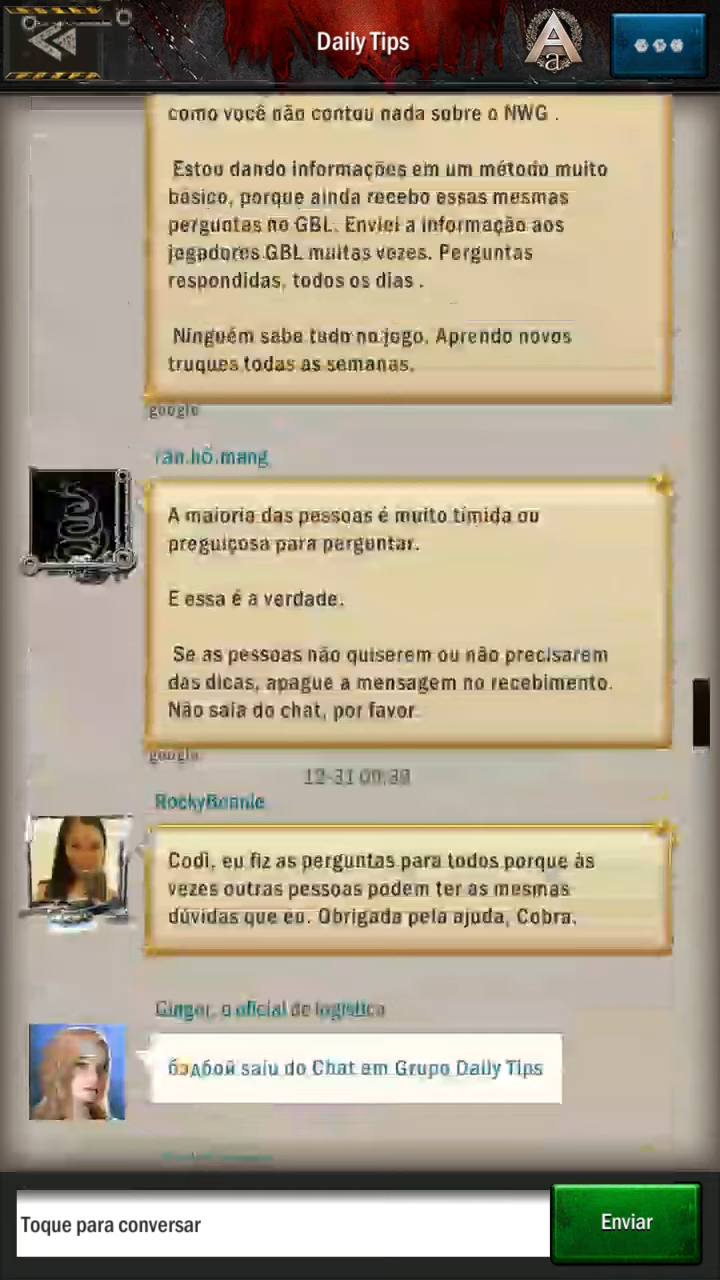 Daily Tips
A
a
como você não contou nada sobre o NWG .
Estou dando informações em um método muito
básico, porque ainda recebo essas mesmas
perguntas no GBL. Enviei a informação aos
jogadores GBL muitas vezes. Perguntas
respondidas, todos os dias .
Ninguém sabe tudo no jogo. Aprendo novos
truques todas as semanas.
google
rắn.hổ.mang
A maioria das pessoas é muito tímida ou
preguiçosa para perguntar.
E essa é a verdade.
Se as pessoas não quiserem ou não precisarem
das dicas, apague a mensagem no recebimento.
Não saia do chat, por favor.
google
12-31
RockyBonnie
Codi, eu fiz as perguntas para todos porque às
vezes outras pessoas podem ter as mesmas
dúvidas que eu. Obrigada pela ajuda, Cobra.
Ginger, o oficial de logística
бэдбой saiu do Chat em Grupo Daily Tips
Toque para conversar
Enviar